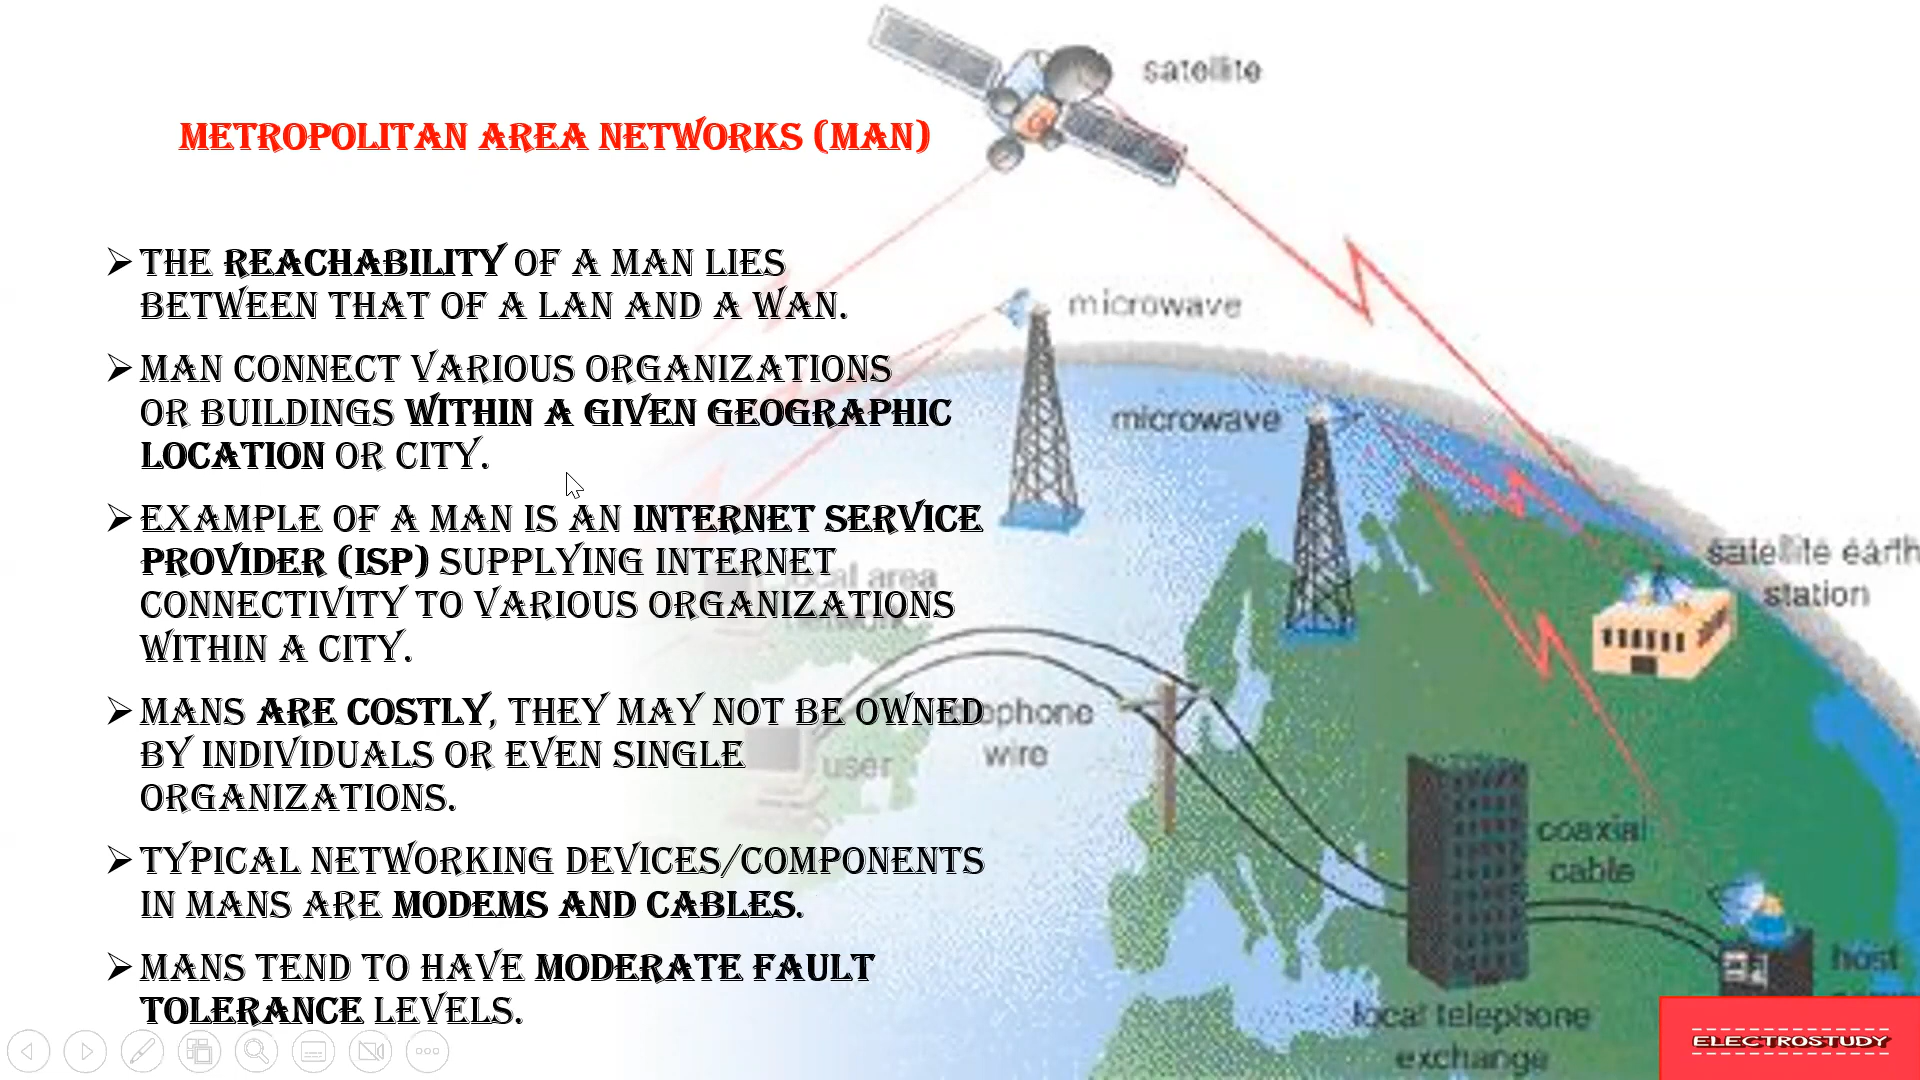 METROPOLITAN AREA NETWORKS (MAN)
THE REACHABILITY OF A MAN LIES
BETWEEN THAT OF A LAN AND A WAN.
MAN CONNECT VARIOUS ORGANIZATIONS
OR BUILDINGS WITHIN A GIVEN GEOGRAPHIC
LOCATION OR CITY.
EXAMPLE OF A MAN IS AN INTERNET SERVICE
PROVIDER (ISP) SUPPLYING INTERNET
CONNECTIVITY TO VARIOUS ORGANIZATIONS
WITHIN A CITY.
MANS ARE COSTLY, THEY MAY NOT BE OWNED
BY INDIVIDUALS OR EVEN SINGLE
ORGANIZATIONS.
TYPICAL NETWORKING DEVICES/COMPONENTS
IN MANS ARE MODEMS AND CABLES.
MANS TEND TO HAVE MODERATE FAULT
TOLERANCE LEVELS.
satellite
microwave
microwave
satellite earth
station
local area
wire
user
coaxial
cable
host
local telephone
exchange
ELECTROSTUDY